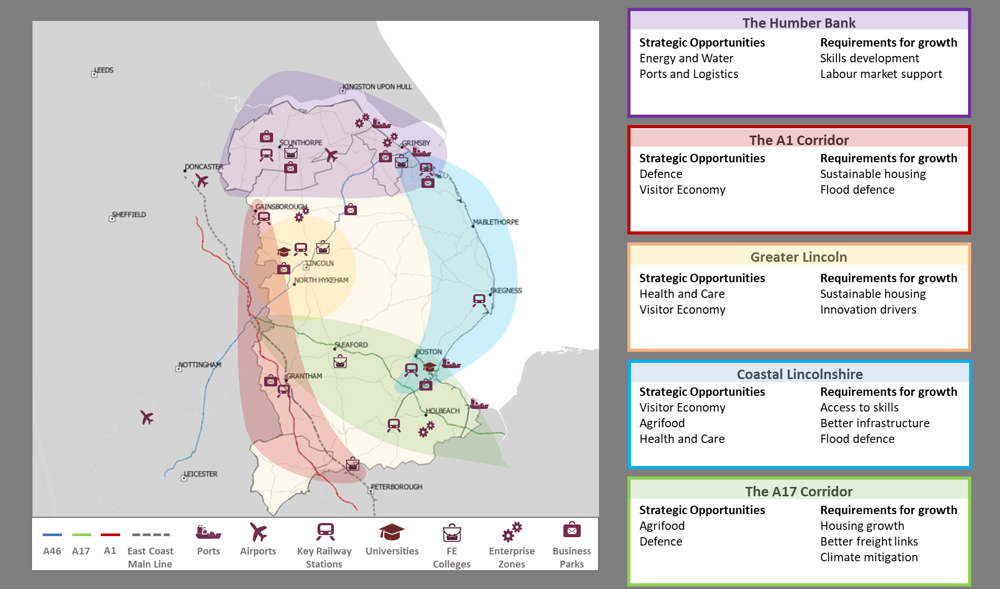 LEEDS
KINGSTON UPON HULL
SCUNTHORPE
GRIMSBY
DONCASTER
GAINSBOROUGH
SHEFFIELD
MABLETHORPE
LINCOLN
NORTH HYKEHAM
SKEGNESS
SLEAFORD
BOSTON
NOTTINGHAM
GRANTHAM
HOLBEACH
LEICESTER
PETERBOROUGH
A46
A17
A1
East Coast
Main Line
Ports
Airports
Key Railway
Stations
Universities
FE
Colleges
Enterprise
Zones
Business
Parks
The Humber Bank
Strategic Opportunities
Energy and Water
Ports and Logistics
Requirements for growth
Skills development
Labour market support
The A1 Corridor
Strategic Opportunities
Defence
Visitor Economy
Requirements for growth
Sustainable housing
Flood defence
Greater Lincoln
Strategic Opportunities
Health and Care
Visitor Economy
Requirements for growth
Sustainable housing
Innovation drivers
Coastal Lincolnshire
Strategic Opportunities
Visitor Economy
Agrifood
Health and Care
Requirements for growth
Access to skills
Better infrastructure
Flood defence
The A17 Corridor
Strategic Opportunities
Agrifood
Defence
Requirements for growth
Housing growth
Better freight links
Climate mitigation